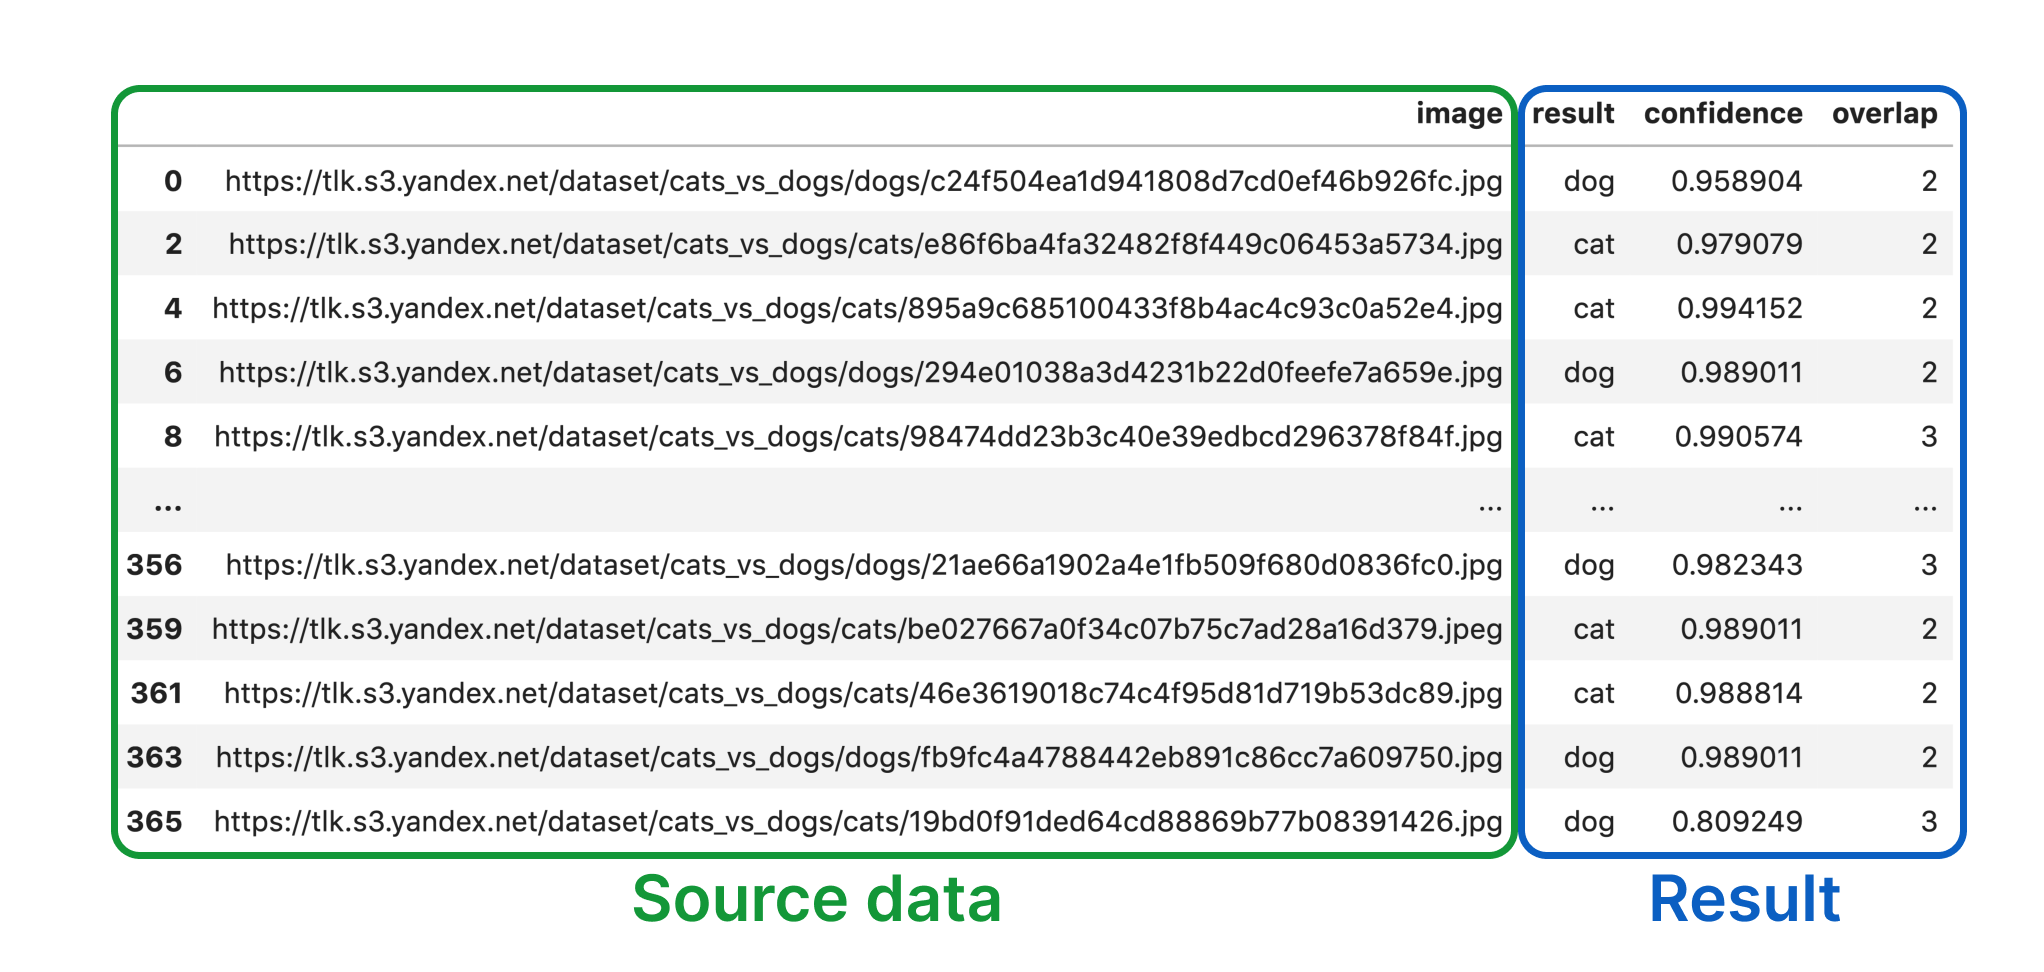 image result confidence overlap
0 https://tlk.s3.yandex.net/dataset/cats_vs_dogs/dogs/c24f504ea1d941808d7cd0ef46b926fc.jpg dog 0.958904 2
2 https://tlk.s3.yandex.net/dataset/cats_vs_dogs/cats/e86f6ba4fa32482f8f449c06453a5734.jpg cat 0.979079 2
4 https://tlk.s3.yandex.net/dataset/cats_vs_dogs/cats/895a9c685100433f8b4ac4c93c0a52e4.jpg cat 0.994152 2
6 https://tlk.s3.yandex.net/dataset/cats_vs_dogs/dogs/294e01038a3d4231b22d0feefe7a659e.jpg dog 0.989011 2
8 https://tlk.s3.yandex.net/dataset/cats_vs_dogs/cats/98474dd23b3c40e39edbcd296378f84f.jpg cat 0.990574 3
... ... ... ... ...
356 https://tlk.s3.yandex.net/dataset/cats_vs_dogs/dogs/21ae66a1902a4e1fb509f680d0836fc0.jpg dog 0.982343 3
359 https://tlk.s3.yandex.net/dataset/cats_vs_dogs/cats/be027667a0f34c07b75c7ad28a16d379.jpeg cat 0.989011 2
361 https://tlk.s3.yandex.net/dataset/cats_vs_dogs/cats/46e3619018c74c4f95d81d719b53dc89.jpg cat 0.988814 2
363 https://tlk.s3.yandex.net/dataset/cats_vs_dogs/dogs/fb9fc4a4788442eb891c86cc7a609750.jpg dog 0.989011 2
365 https://tlk.s3.yandex.net/dataset/cats_vs_dogs/cats/19bd0f91ded64cd88869b77b08391426.jpg dog 0.809249 3
Source data Result